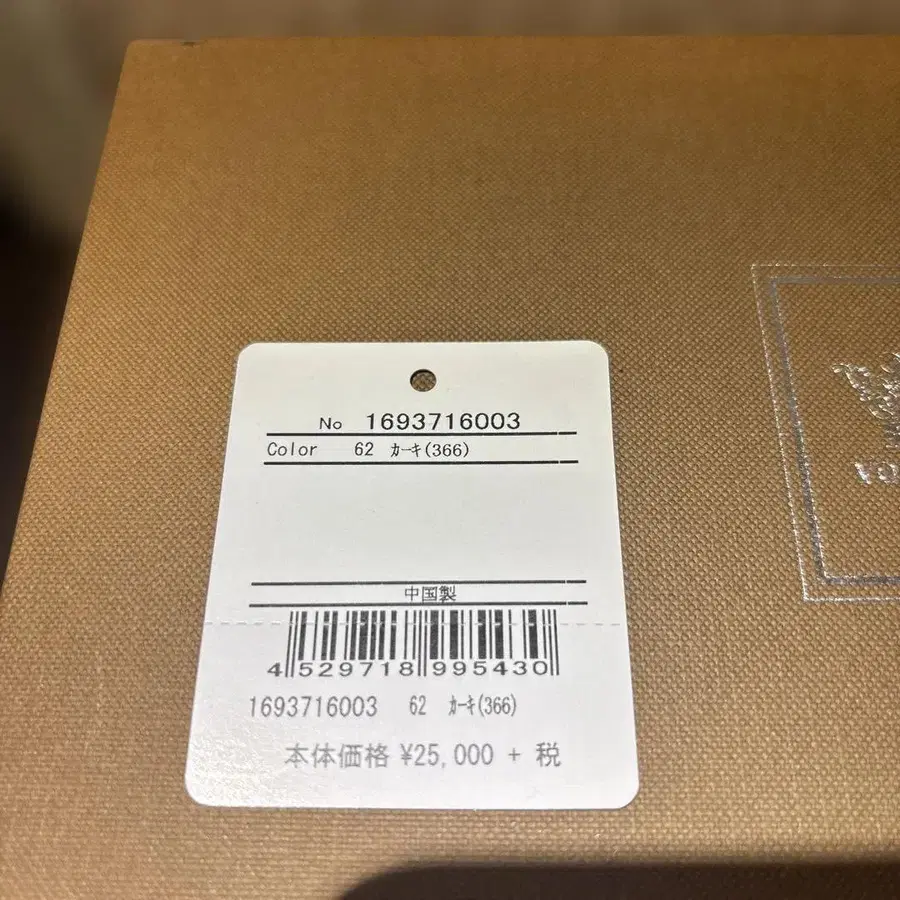 No 1693716003
Color 62 ｶｰｷ(366)
中国製
4 529718 995430
1693716003 62 ｶｰｷ(366)
本体価格 ¥25,000 + 税